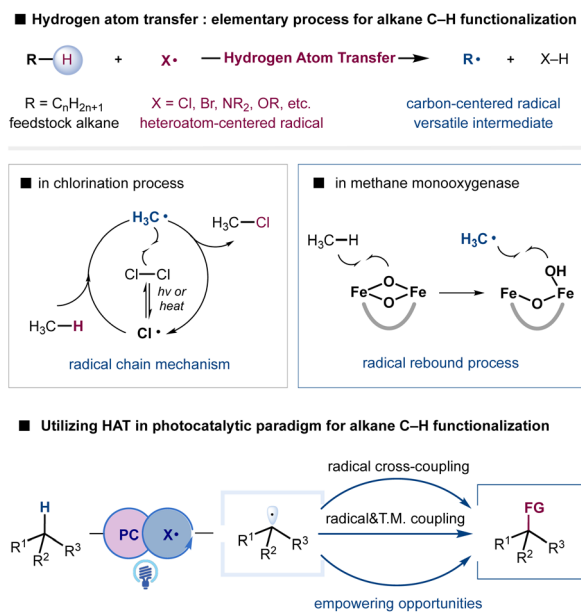 ■ Hydrogen atom transfer : elementary process for alkane C–H functionalization
R–H + X• —Hydrogen Atom Transfer→ R• + X–H
R = CₙH₂ₙ₊₁ X = Cl, Br, NR₂, OR, etc. carbon-centered radical
feedstock alkane heteroatom-centered radical versatile intermediate
■ in chlorination process
H₃C•
H₃C–Cl
Cl–Cl
hv or
heat
H₃C–H
Cl•
radical chain mechanism
■ in methane monooxygenase
H₃C–H H₃C•
O OH
Fe Fe Fe Fe
O O
radical rebound process
■ Utilizing HAT in photocatalytic paradigm for alkane C–H functionalization
radical cross-coupling
H FG
PC X• radical&T.M. coupling
R¹ R² R³ R¹ R² R³ R¹ R² R³
empowering opportunities